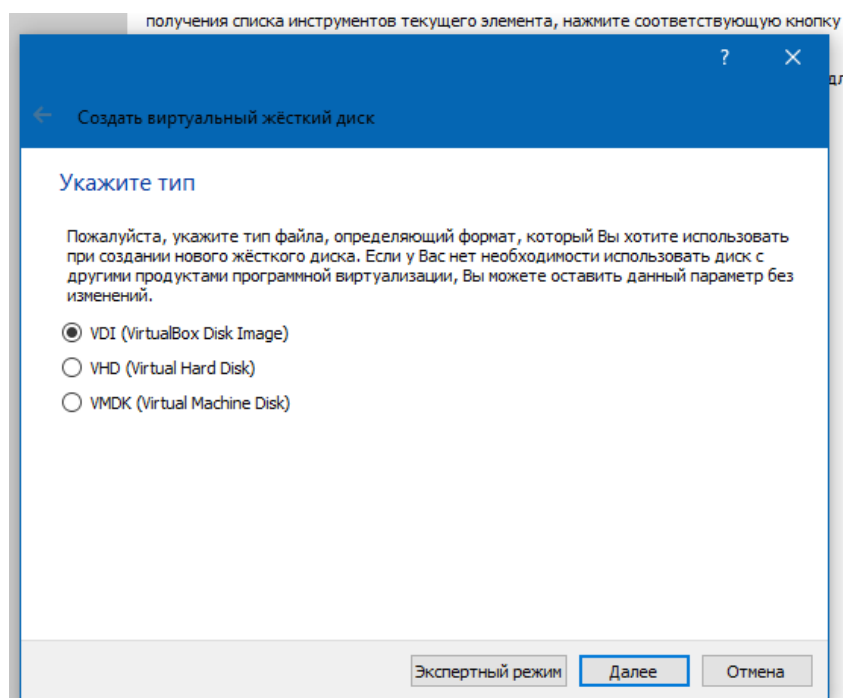 получения списка инструментов текущего элемента, нажмите соответствующую кнопку
?
Создать виртуальный жёсткий диск
Укажите тип
Пожалуйста, укажите тип файла, определяющий формат, который Вы хотите использовать
при создании нового жёсткого диска. Если у Вас нет необходимости использовать диск с
другими продуктами программной виртуализации, Вы можете оставить данный параметр без
изменений.
VDI (VirtualBox Disk Image)
VHD (Virtual Hard Disk)
VMDK (Virtual Machine Disk)
Экспертный режим Далее Отмена